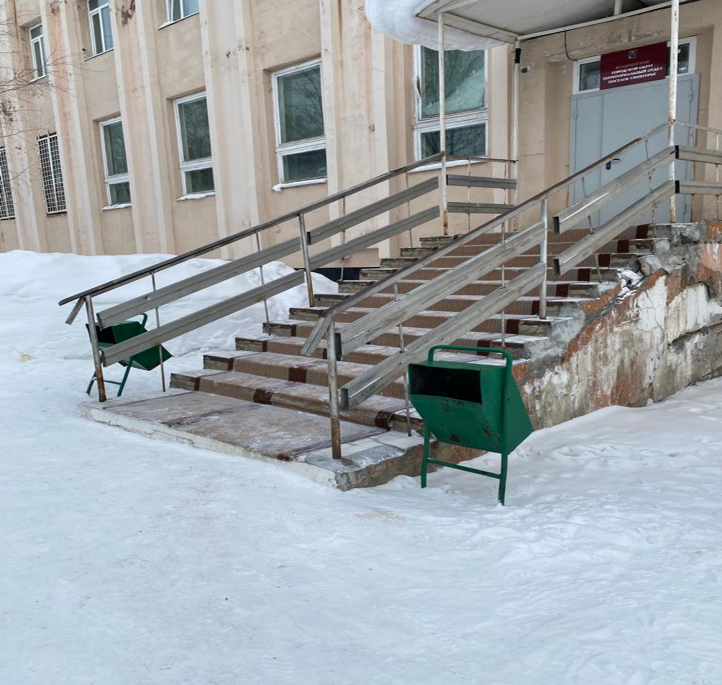 ГОРОДСКОЙ ОКРУГ
ТЕРРИТОРИАЛЬНЫЙ ОТДЕЛ
ПОСЕЛОК СИНЕГОРЬЕ